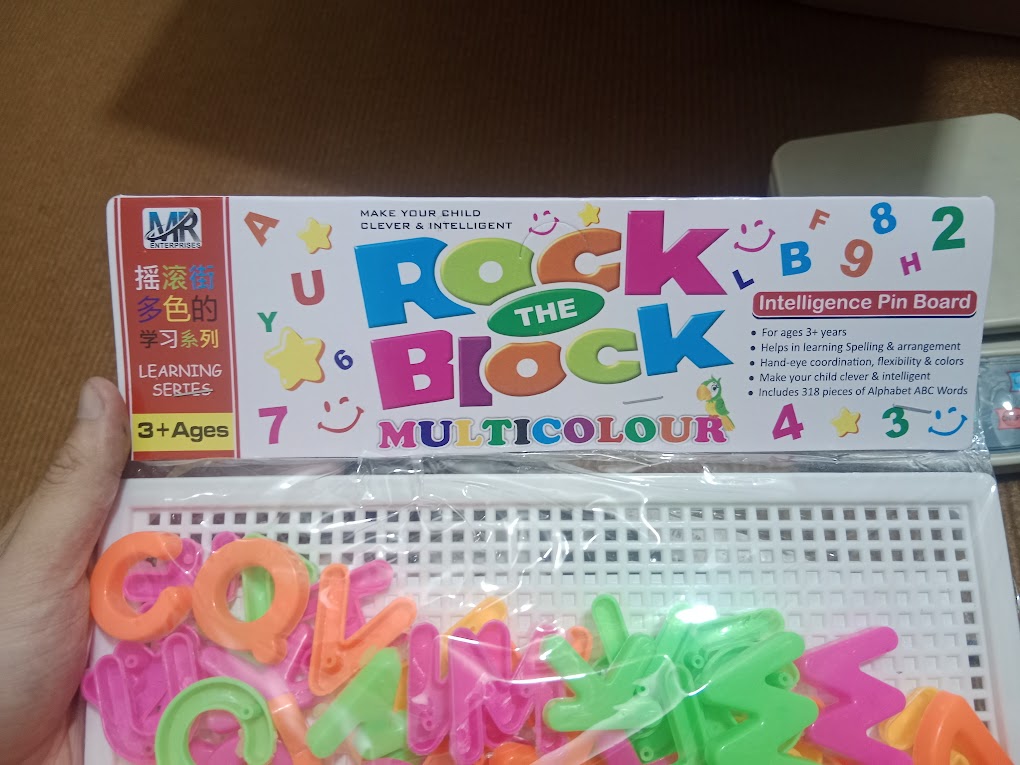 MR
ENTERPRISES
摇滚街
多色的
学习系列
LEARNING
SERIES
3+Ages
MAKE YOUR CHILD
CLEVER & INTELLIGENT
ROCK
THE
BLOCK
MULTICOLOUR
A
U
Y
6
7
F
8
2
L
B
9
H
Intelligence Pin Board
• For ages 3+ years
• Helps in learning Spelling & arrangement
• Hand-eye coordination, flexibility & colors
• Make your child clever & intelligent
• Includes 318 pieces of Alphabet ABC Words
4
3